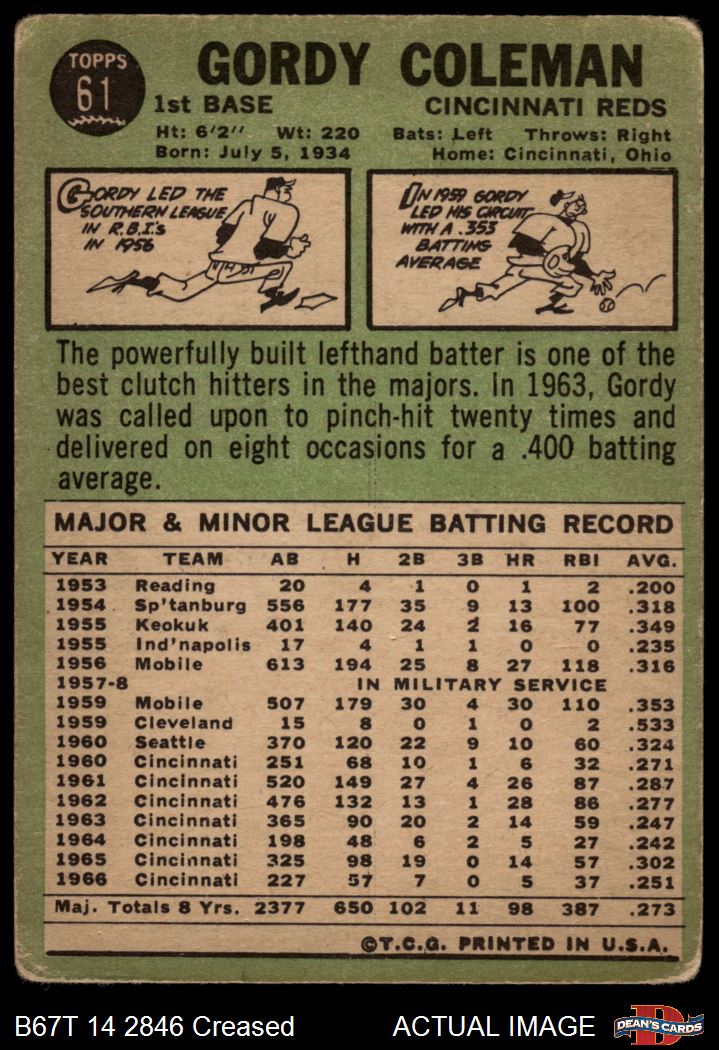 TOPPS
61
GORDY COLEMAN
1st BASE CINCINNATI REDS
Ht: 6'2" Wt: 220 Bats: Left Throws: Right
Born: July 5, 1934 Home: Cincinnati, Ohio
GORDY LED THE
SOUTHERN LEAGUE
IN R.B.I.'s
IN 1956
IN 1959 GORDY
LED HIS CIRCUIT
WITH A .353
BATTING
AVERAGE
The powerfully built lefthand batter is one of the
best clutch hitters in the majors. In 1963, Gordy
was called upon to pinch-hit twenty times and
delivered on eight occasions for a .400 batting
average.
MAJOR & MINOR LEAGUE BATTING RECORD
YEAR TEAM AB H 2B 3B HR RBI AVG.
1953 Reading 20 4 1 0 1 2 .200
1954 Sp'tanburg 556 177 35 9 13 100 .318
1955 Keokuk 401 140 24 2 16 77 .349
1955 Ind'napolis 17 4 1 1 0 0 .235
1956 Mobile 613 194 25 8 27 118 .316
1957-8 IN MILITARY SERVICE
1959 Mobile 507 179 30 4 30 110 .353
1959 Cleveland 15 8 0 1 0 2 .533
1960 Seattle 370 120 22 9 10 60 .324
1960 Cincinnati 251 68 10 1 6 32 .271
1961 Cincinnati 520 149 27 4 26 87 .287
1962 Cincinnati 476 132 13 1 28 86 .277
1963 Cincinnati 365 90 20 2 14 59 .247
1964 Cincinnati 198 48 6 2 5 27 .242
1965 Cincinnati 325 98 19 0 14 57 .302
1966 Cincinnati 227 57 7 0 5 37 .251
Maj. Totals 8 Yrs. 2377 650 102 11 98 387 .273
©T.C.G. PRINTED IN U.S.A.
B67T 14 2846 Creased ACTUAL IMAGE D DEAN'S CARDS